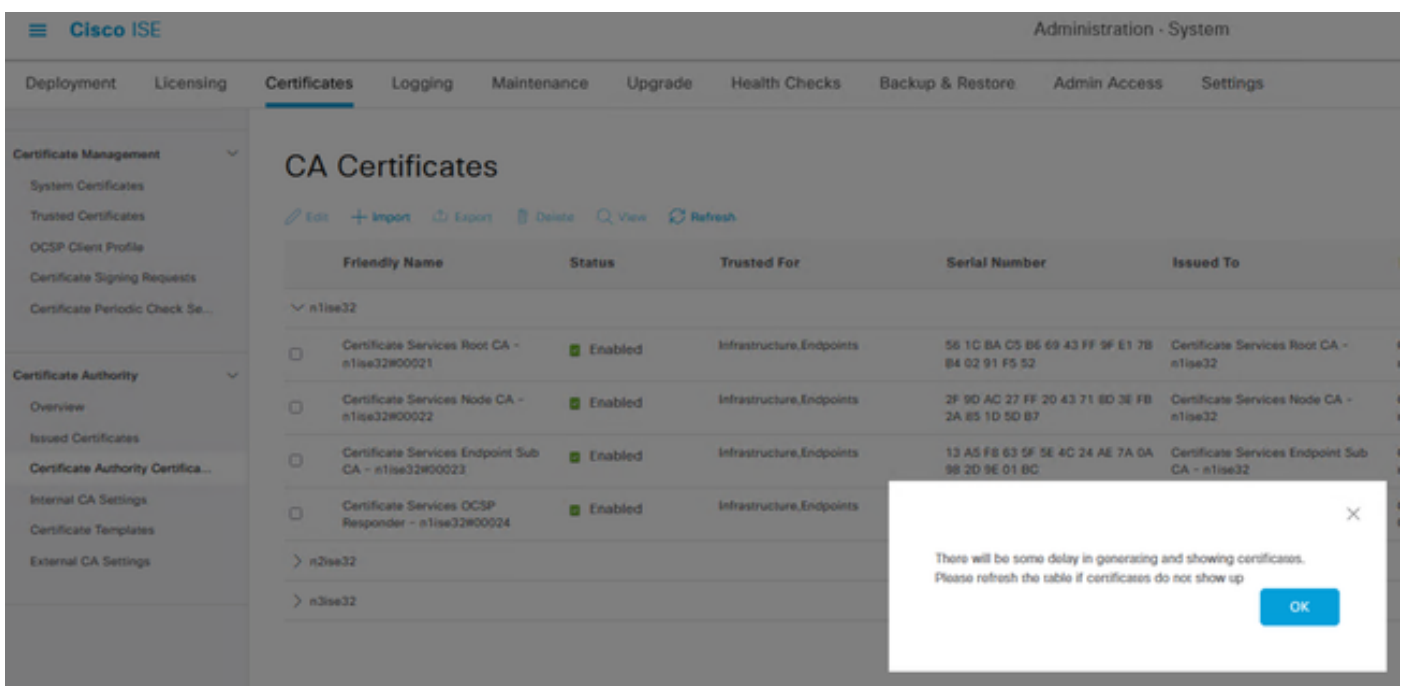 Cisco ISE
Administration - System
Deployment Licensing Certificates Logging Maintenance Upgrade Health Checks Backup & Restore Admin Access Settings
Certificate Management
System Certificates
Trusted Certificates
OCSP Client Profile
Certificate Signing Requests
Certificate Periodic Check Se...
Certificate Authority
Overview
Issued Certificates
Certificate Authority Certifica...
Internal CA Settings
Certificate Templates
External CA Settings
CA Certificates
Edit Import Export Delete View Refresh
Friendly Name Status Trusted For Serial Number Issued To
n1ise32
Certificate Services Root CA - Enabled Infrastructure,Endpoints 56 1C BA C5 B6 69 43 FF 9F E1 7B Certificate Services Root CA -
n1ise32#00021 B4 02 91 F5 52 n1ise32
Certificate Services Node CA - Enabled Infrastructure,Endpoints 2F 9D AC 27 FF 20 43 71 8D 3E FB Certificate Services Node CA -
n1ise32#00022 2A 85 1D 5D B7 n1ise32
Certificate Services Endpoint Sub Enabled Infrastructure,Endpoints 13 A5 F8 63 5F 5E 4C 24 AE 7A 0A Certificate Services Endpoint Sub
CA - n1ise32#00023 98 2D 9E 01 BC CA - n1ise32
Certificate Services OCSP Enabled Infrastructure,Endpoints
Responder - n1ise32#00024
n2ise32
n3ise32
There will be some delay in generating and showing certificates.
Please refresh the table if certificates do not show up
OK